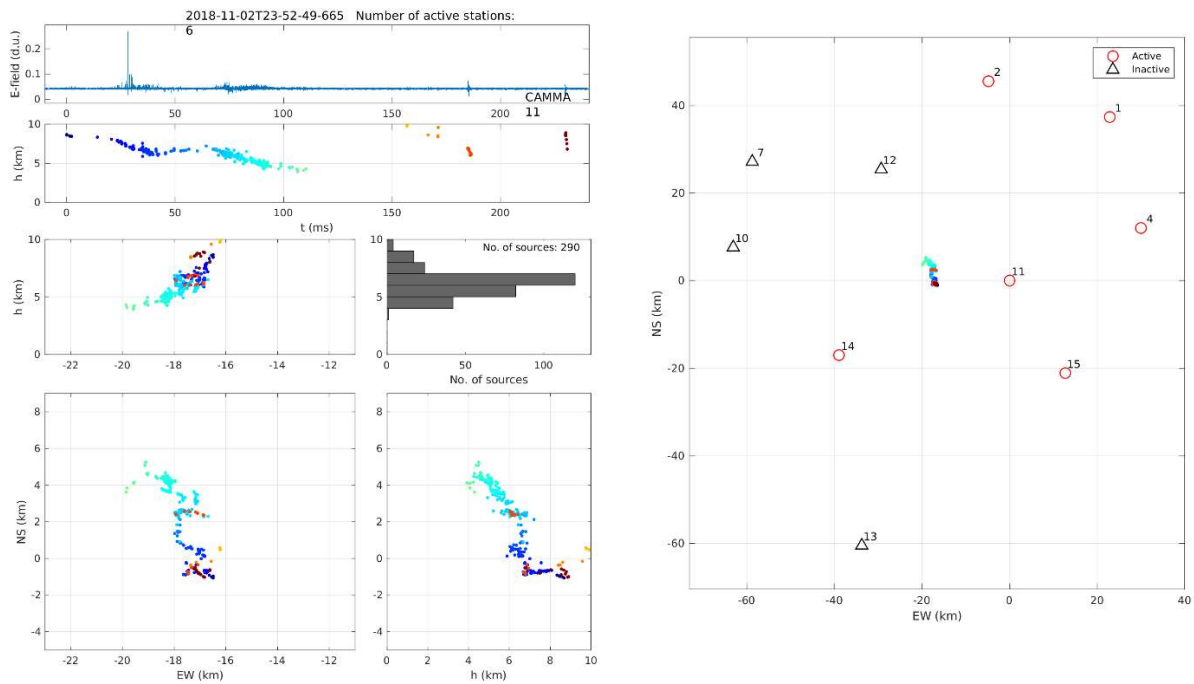 2018-11-02T23-52-49-665   Number of active stations:
6
E-field (d.u.)
0.2
0.1
0
0 50 100 150 200
CAMMA
11
h (km)
10
5
0
0 50 100 150 200
t (ms)
h (km)
10
5
0
-22 -20 -18 -16 -14 -12
10
5
0
No. of sources: 290
0 50 100
No. of sources
NS (km)
8
6
4
2
0
-2
-4
-22 -20 -18 -16 -14 -12
EW (km)
8
6
4
2
0
-2
-4
0 2 4 6 8 10
h (km)
Active
Inactive
2
1
7
12
4
10
11
14
15
13
NS (km)
40
20
0
-20
-40
-60
-60 -40 -20 0 20 40
EW (km)